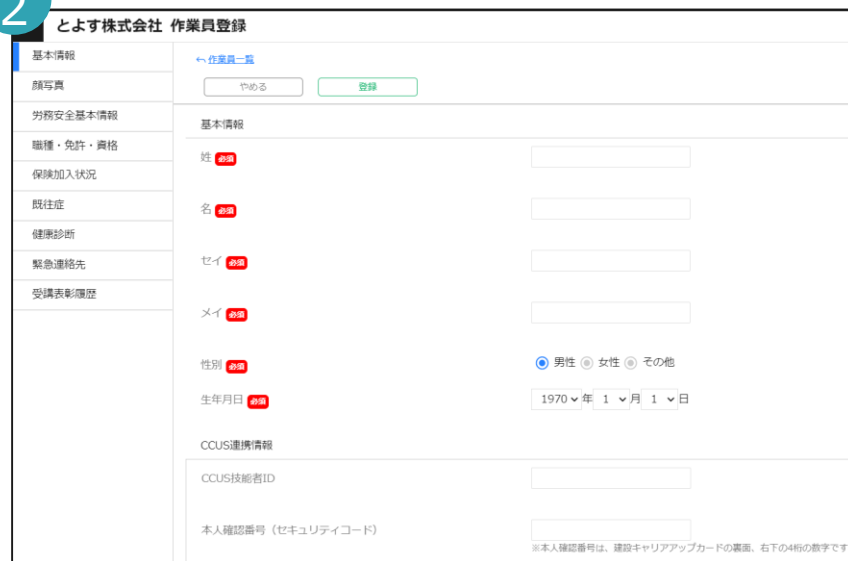 2
とよす株式会社 作業員登録
基本情報
顔写真
労務安全基本情報
職種・免許・資格
保険加入状況
既往症
健康診断
緊急連絡先
受講表彰履歴
作業員一覧
やめる 登録
基本情報
姓 必須
名 必須
セイ 必須
メイ 必須
性別 必須 男性 女性 その他
生年月日 必須 1970 年 1 月 1 日
CCUS連携情報
CCUS技能者ID
本人確認番号（セキュリティコード）
※本人確認番号は、建設キャリアアップカードの裏面、右下の4桁の数字です